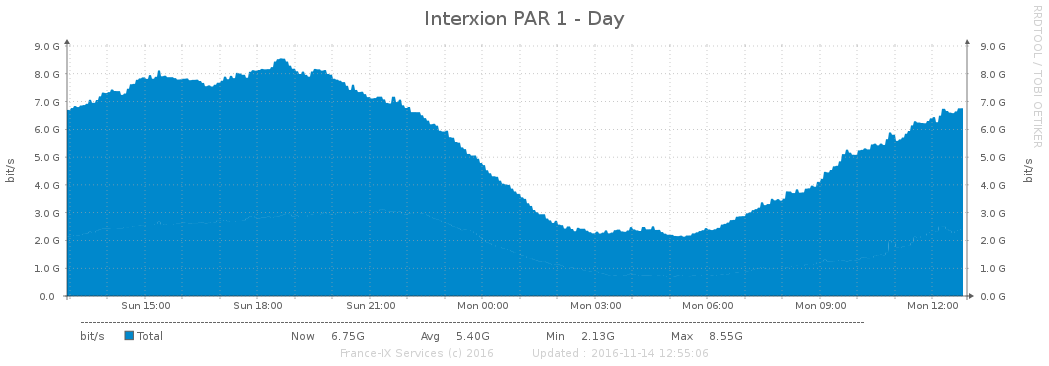 Interxion PAR 1 - Day
RRDTOOL / TOBI OETIKER
bit/s
9.0 G 9.0 G
8.0 G 8.0 G
7.0 G 7.0 G
6.0 G 6.0 G
5.0 G 5.0 G
4.0 G 4.0 G
3.0 G 3.0 G
2.0 G 2.0 G
1.0 G 1.0 G
0.0 0.0 G
bit/s
Sun 15:00 Sun 18:00 Sun 21:00 Mon 00:00 Mon 03:00 Mon 06:00 Mon 09:00 Mon 12:00
bit/s Total Now 6.75G Avg 5.40G Min 2.13G Max 8.55G
France-IX Services (c) 2016 Updated : 2016-11-14 12:55:06